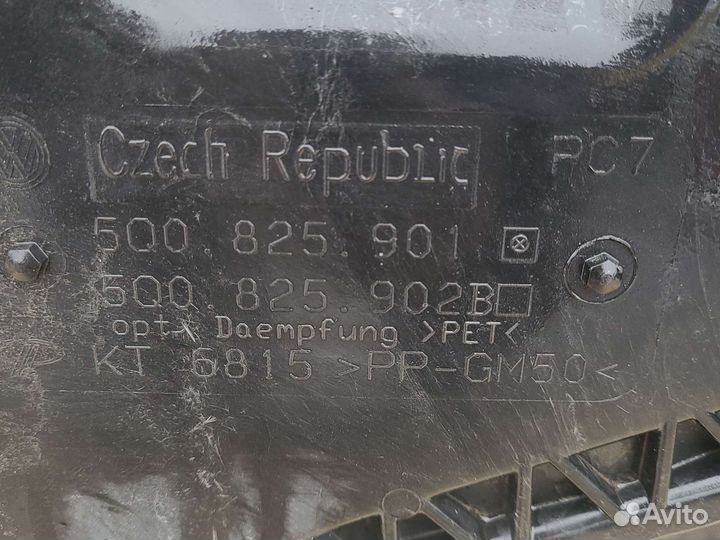 Czech Republic PC7
5Q0.825.901
5Q0.825.902B
opt. Daempfung >PET<
KT 6815 >PP-GM50<
Avito